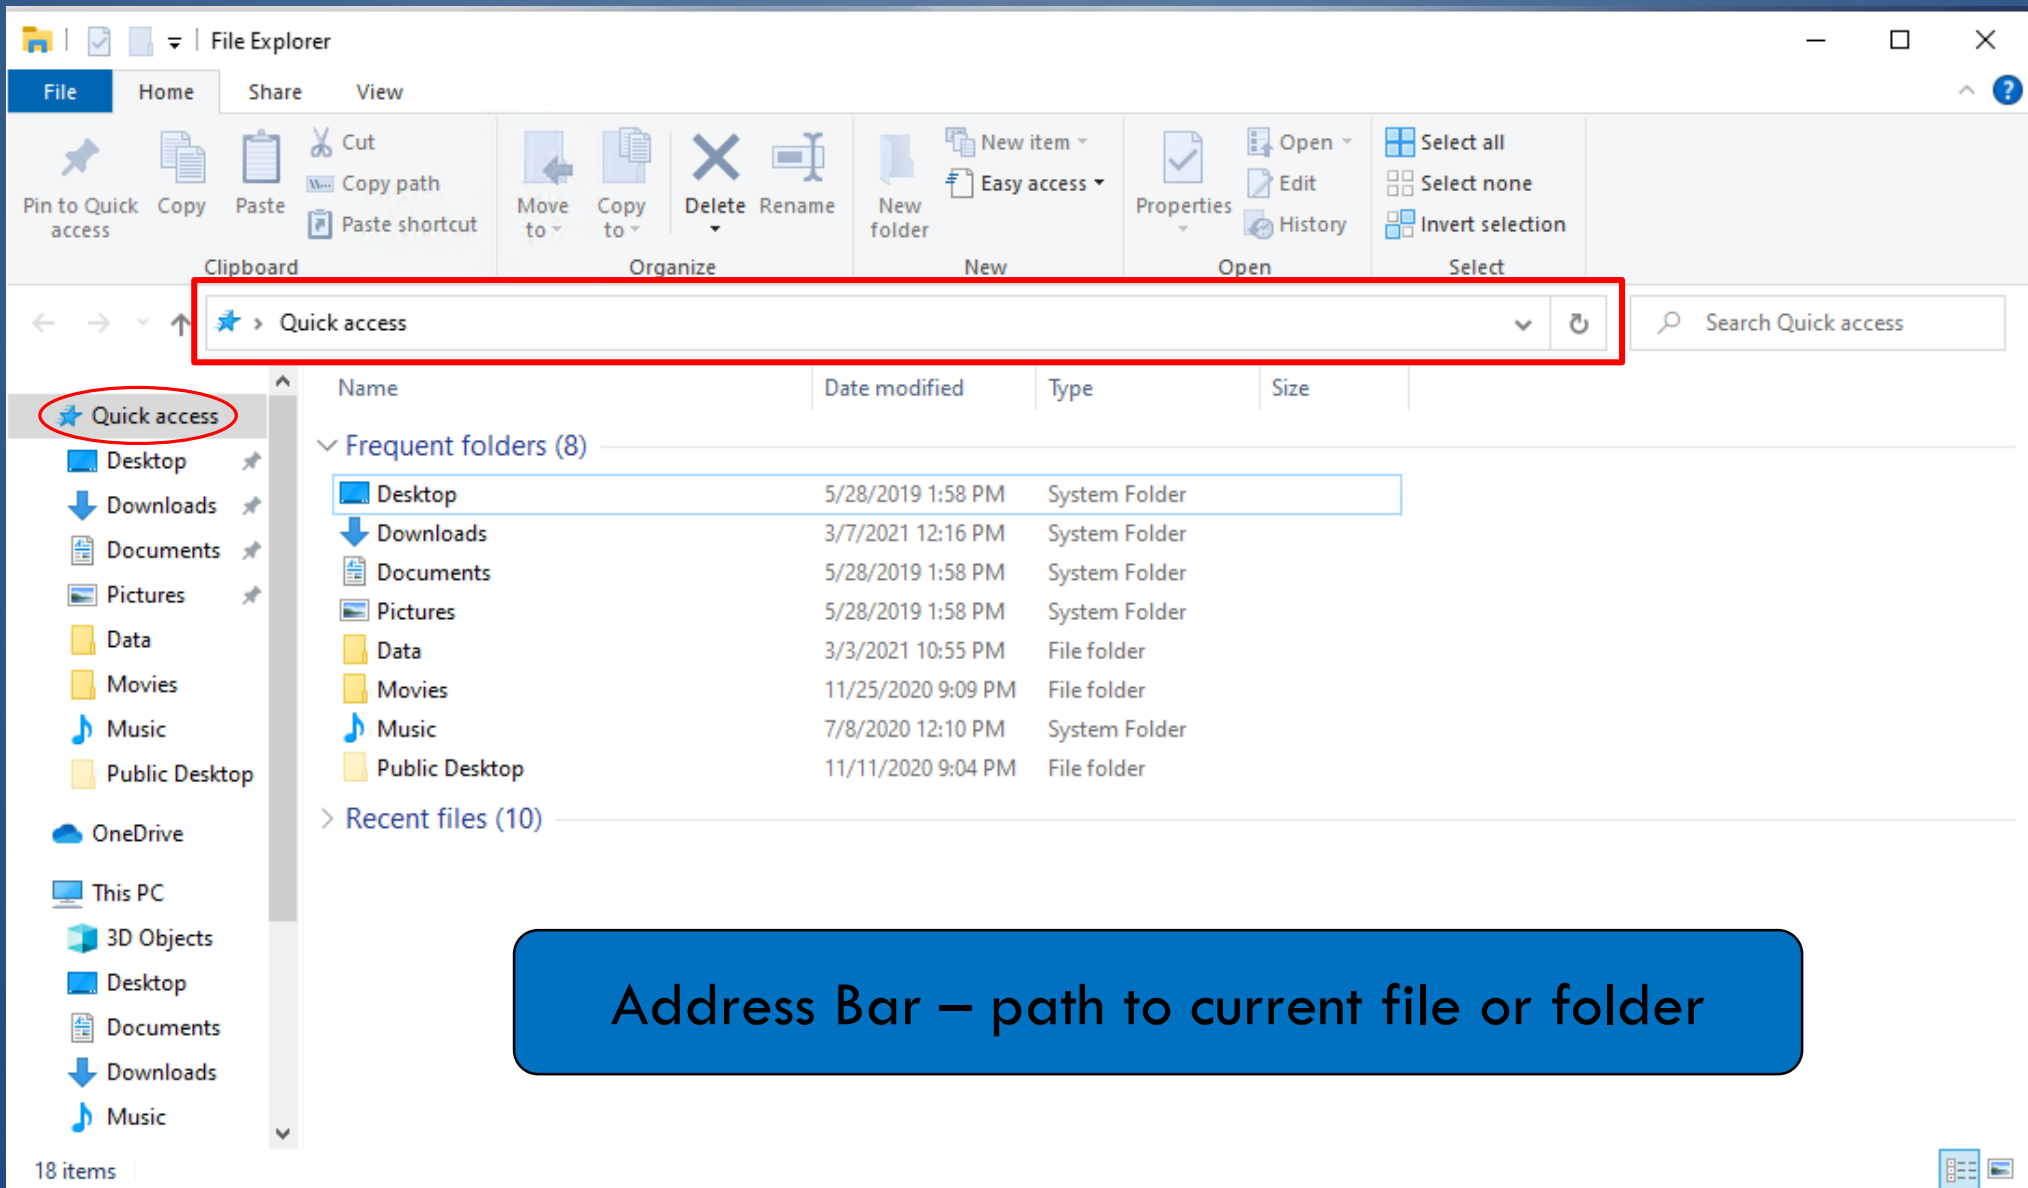 File Explorer
File Home Share View
Pin to Quick access
Copy
Paste
Cut
Copy path
Paste shortcut
Clipboard
Move to
Copy to
Delete
Rename
Organize
New folder
New item
Easy access
New
Properties
Open
Edit
History
Open
Select all
Select none
Invert selection
Select
Quick access
Search Quick access
Quick access
Desktop
Downloads
Documents
Pictures
Data
Movies
Music
Public Desktop
OneDrive
This PC
3D Objects
Desktop
Documents
Downloads
Music
Name Date modified Type Size
Frequent folders (8)
Desktop 5/28/2019 1:58 PM System Folder
Downloads 3/7/2021 12:16 PM System Folder
Documents 5/28/2019 1:58 PM System Folder
Pictures 5/28/2019 1:58 PM System Folder
Data 3/3/2021 10:55 PM File folder
Movies 11/25/2020 9:09 PM File folder
Music 7/8/2020 12:10 PM System Folder
Public Desktop 11/11/2020 9:04 PM File folder
Recent files (10)
Address Bar – path to current file or folder
18 items